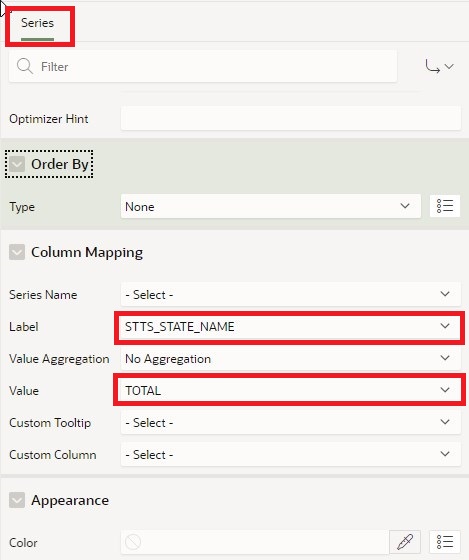 Series
Filter
Optimizer Hint
Order By
Type None
Column Mapping
Series Name - Select -
Label STTS_STATE_NAME
Value Aggregation No Aggregation
Value TOTAL
Custom Tooltip - Select -
Custom Column - Select -
Appearance
Color